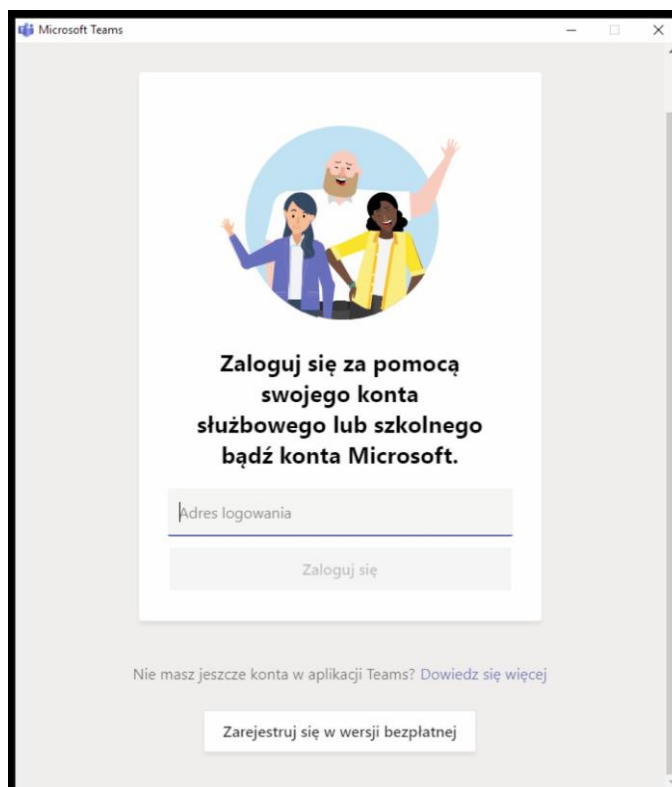 Microsoft Teams
Zaloguj się za pomocą
swojego konta
służbowego lub szkolnego
bądź konta Microsoft.
Adres logowania
Zaloguj się
Nie masz jeszcze konta w aplikacji Teams? Dowiedz się więcej
Zarejestruj się w wersji bezpłatnej